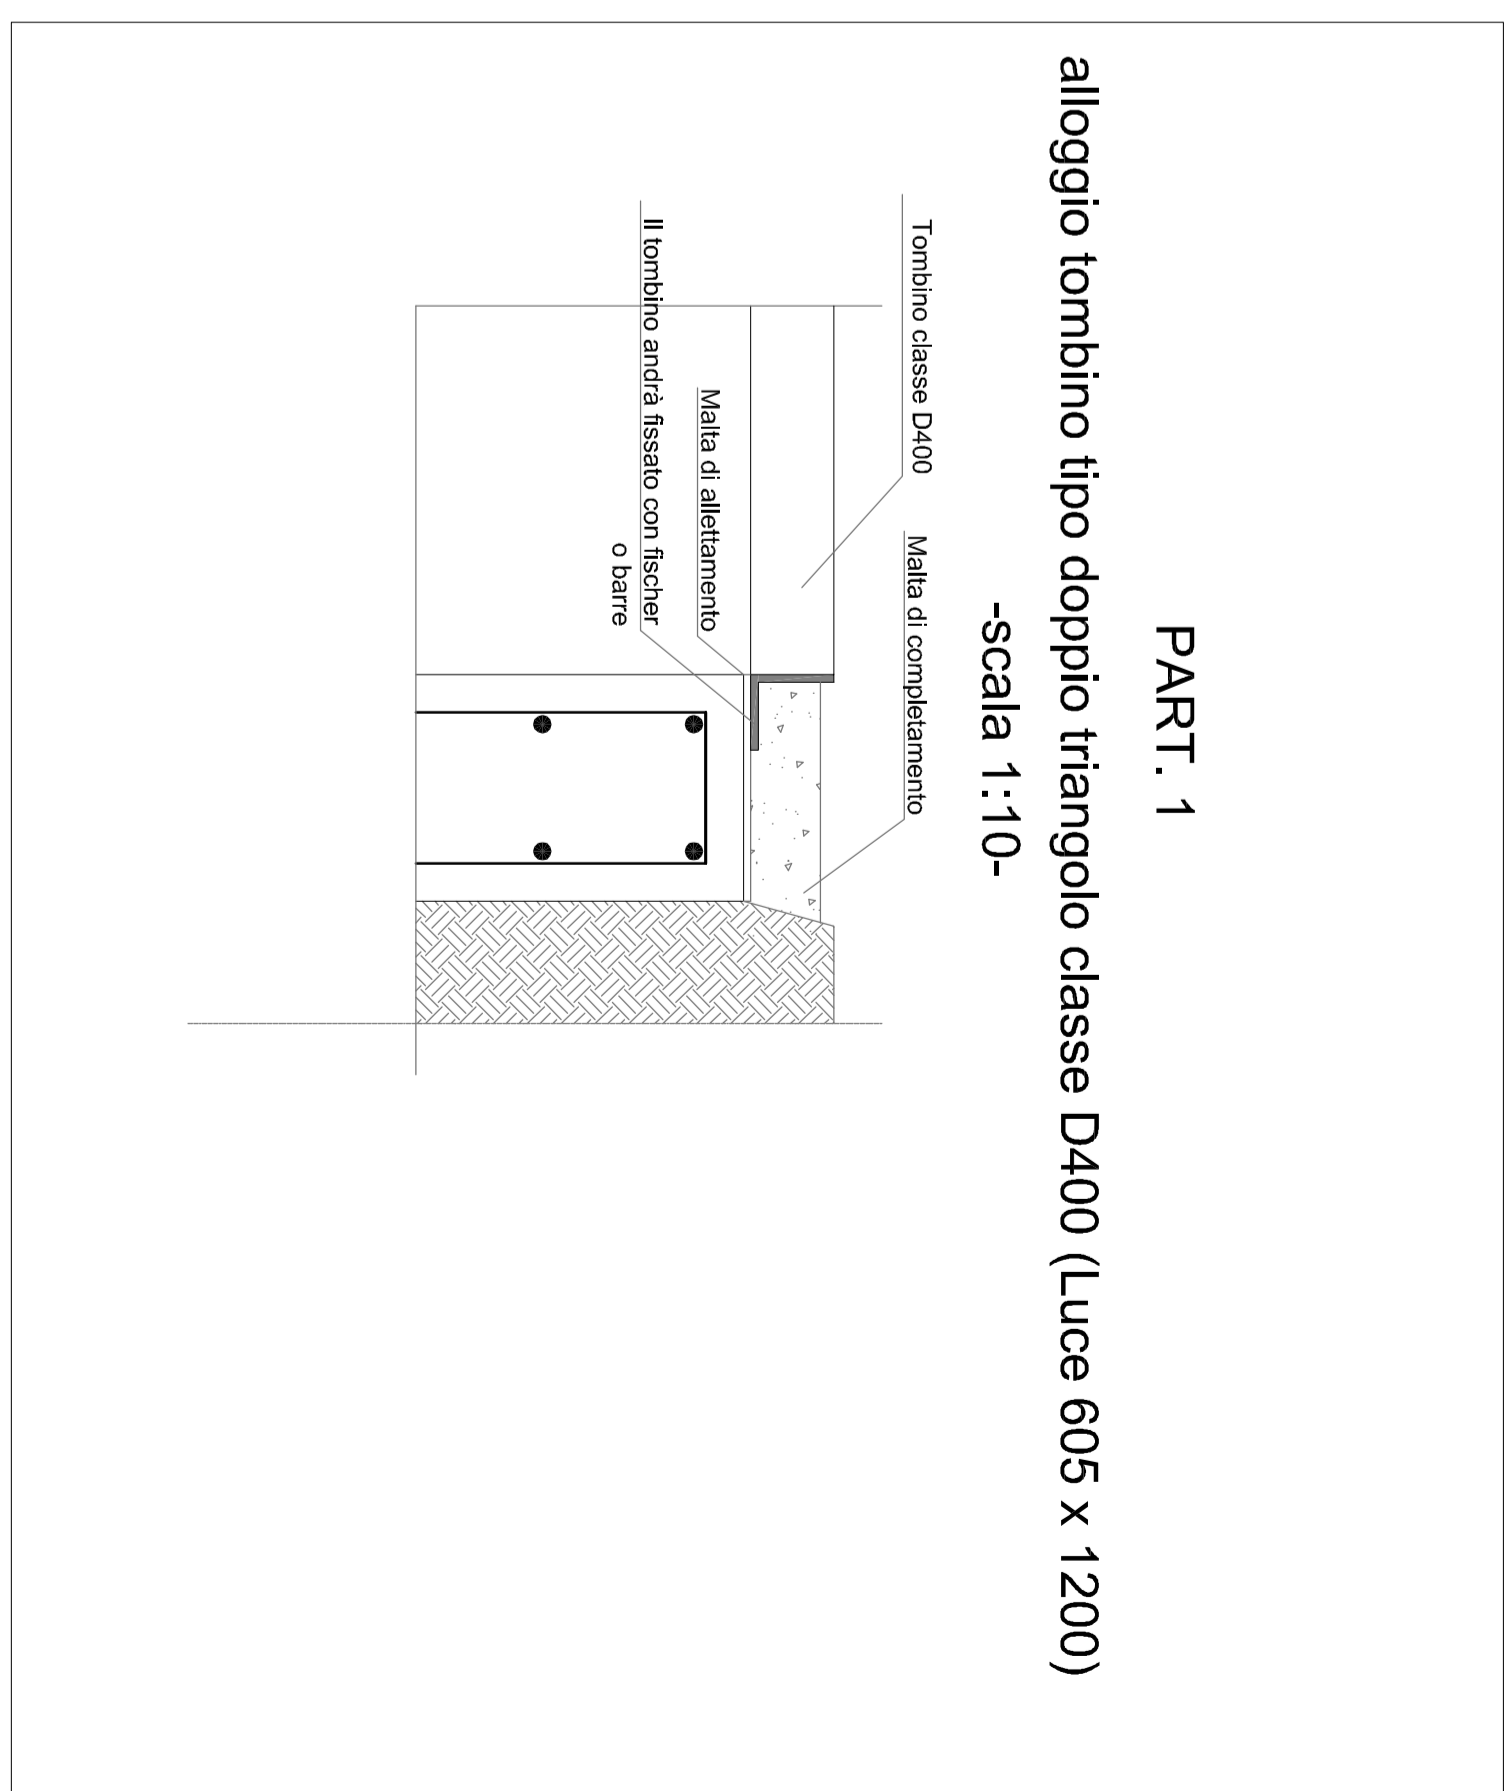 PART. 1
alloggio tombino tipo doppio triangolo classe D400 (Luce 605 x 1200)
-scala 1:10-
Tombino classe D400
Malta di completamento
Malta di allettamento
Il tombino andrà fissato con fischer
o barre